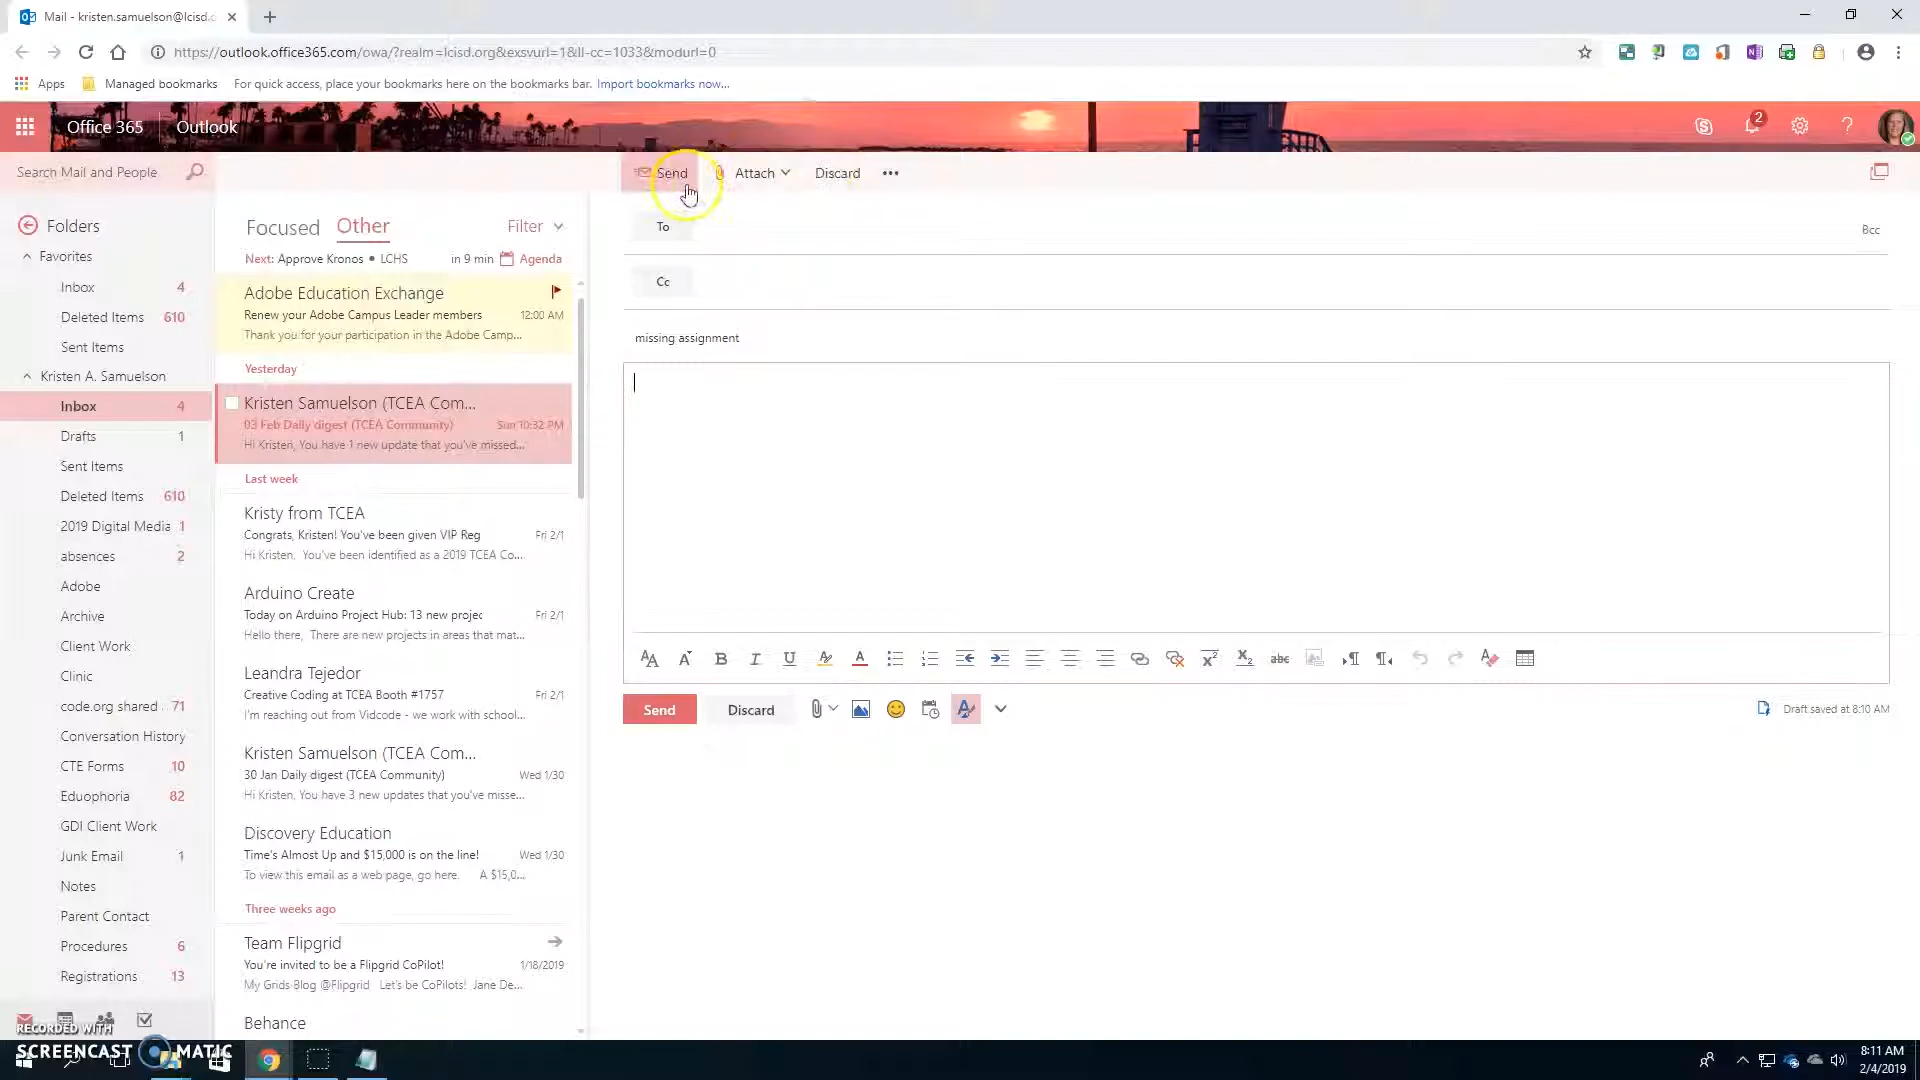 Mail - kristen.samuelson@lcisd.o
https://outlook.office365.com/owa/?realm=lcisd.org&exsvurl=1&ll-cc=1033&modurl=0
Apps
Managed bookmarks
For quick access, place your bookmarks here on the bookmarks bar. Import bookmarks now...
Office 365
Outlook
2
Search Mail and People
Send
Attach
Discard
Folders
Favorites
Inbox 4
Deleted Items 610
Sent Items
Kristen A. Samuelson
Inbox 4
Drafts 1
Sent Items
Deleted Items 610
2019 Digital Media 1
absences 2
Adobe
Archive
Client Work
Clinic
code.org shared 71
Conversation History
CTE Forms 10
Eduophoria 82
GDI Client Work
Junk Email 1
Notes
Parent Contact
Procedures 6
Registrations 13
Focused Other
Filter
Next: Approve Kronos • LCHS in 9 min Agenda
Adobe Education Exchange
Renew your Adobe Campus Leader members 12:00 AM
Thank you for your participation in the Adobe Camp...
Yesterday
Kristen Samuelson (TCEA Com...
03 Feb Daily digest (TCEA Community) Sun 10:32 PM
Hi Kristen, You have 1 new update that you've missed...
Last week
Kristy from TCEA
Congrats, Kristen! You've been given VIP Reg Fri 2/1
Hi Kristen, You've been identified as a 2019 TCEA Co...
Arduino Create
Today on Arduino Project Hub: 13 new projec Fri 2/1
Hello there, There are new projects in areas that mat...
Leandra Tejedor
Creative Coding at TCEA Booth #1757 Fri 2/1
I'm reaching out from Vidcode - we work with school...
Kristen Samuelson (TCEA Com...
30 Jan Daily digest (TCEA Community) Wed 1/30
Hi Kristen, You have 3 new updates that you've misse...
Discovery Education
Time's Almost Up and $15,000 is on the line! Wed 1/30
To view this email as a web page, go here. A $15,0...
Three weeks ago
Team Flipgrid
You're invited to be a Flipgrid CoPilot! 1/18/2019
My Grids Blog @Flipgrid Let's be CoPilots! Jane De...
Behance
To
Bcc
Cc
missing assignment
Send
Discard
Draft saved at 8:10 AM
RECORDED WITH
SCREENCAST MATIC
8:11 AM
2/4/2019